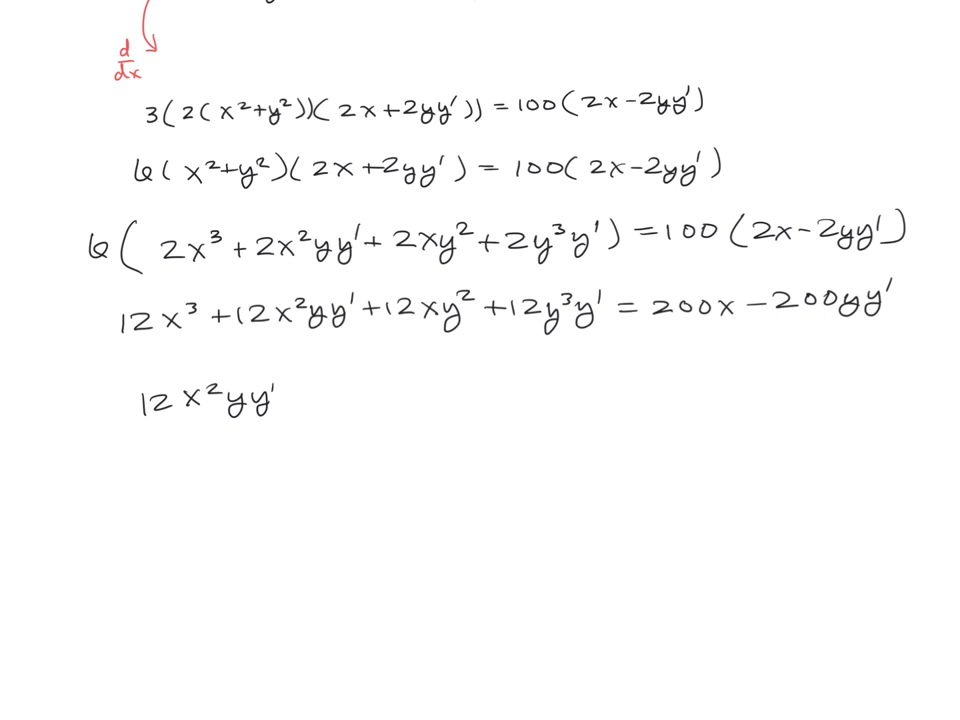 d/dx
3(2(x²+y²))(2x+2yy'))=100(2x-2yy')
6(x²+y²)(2x+2yy')=100(2x-2yy')
6(2x³+2x²yy'+2xy²+2y³y')=100(2x-2yy')
12x³+12x²yy'+12xy²+12y³y'=200x-200yy'
12x²yy'